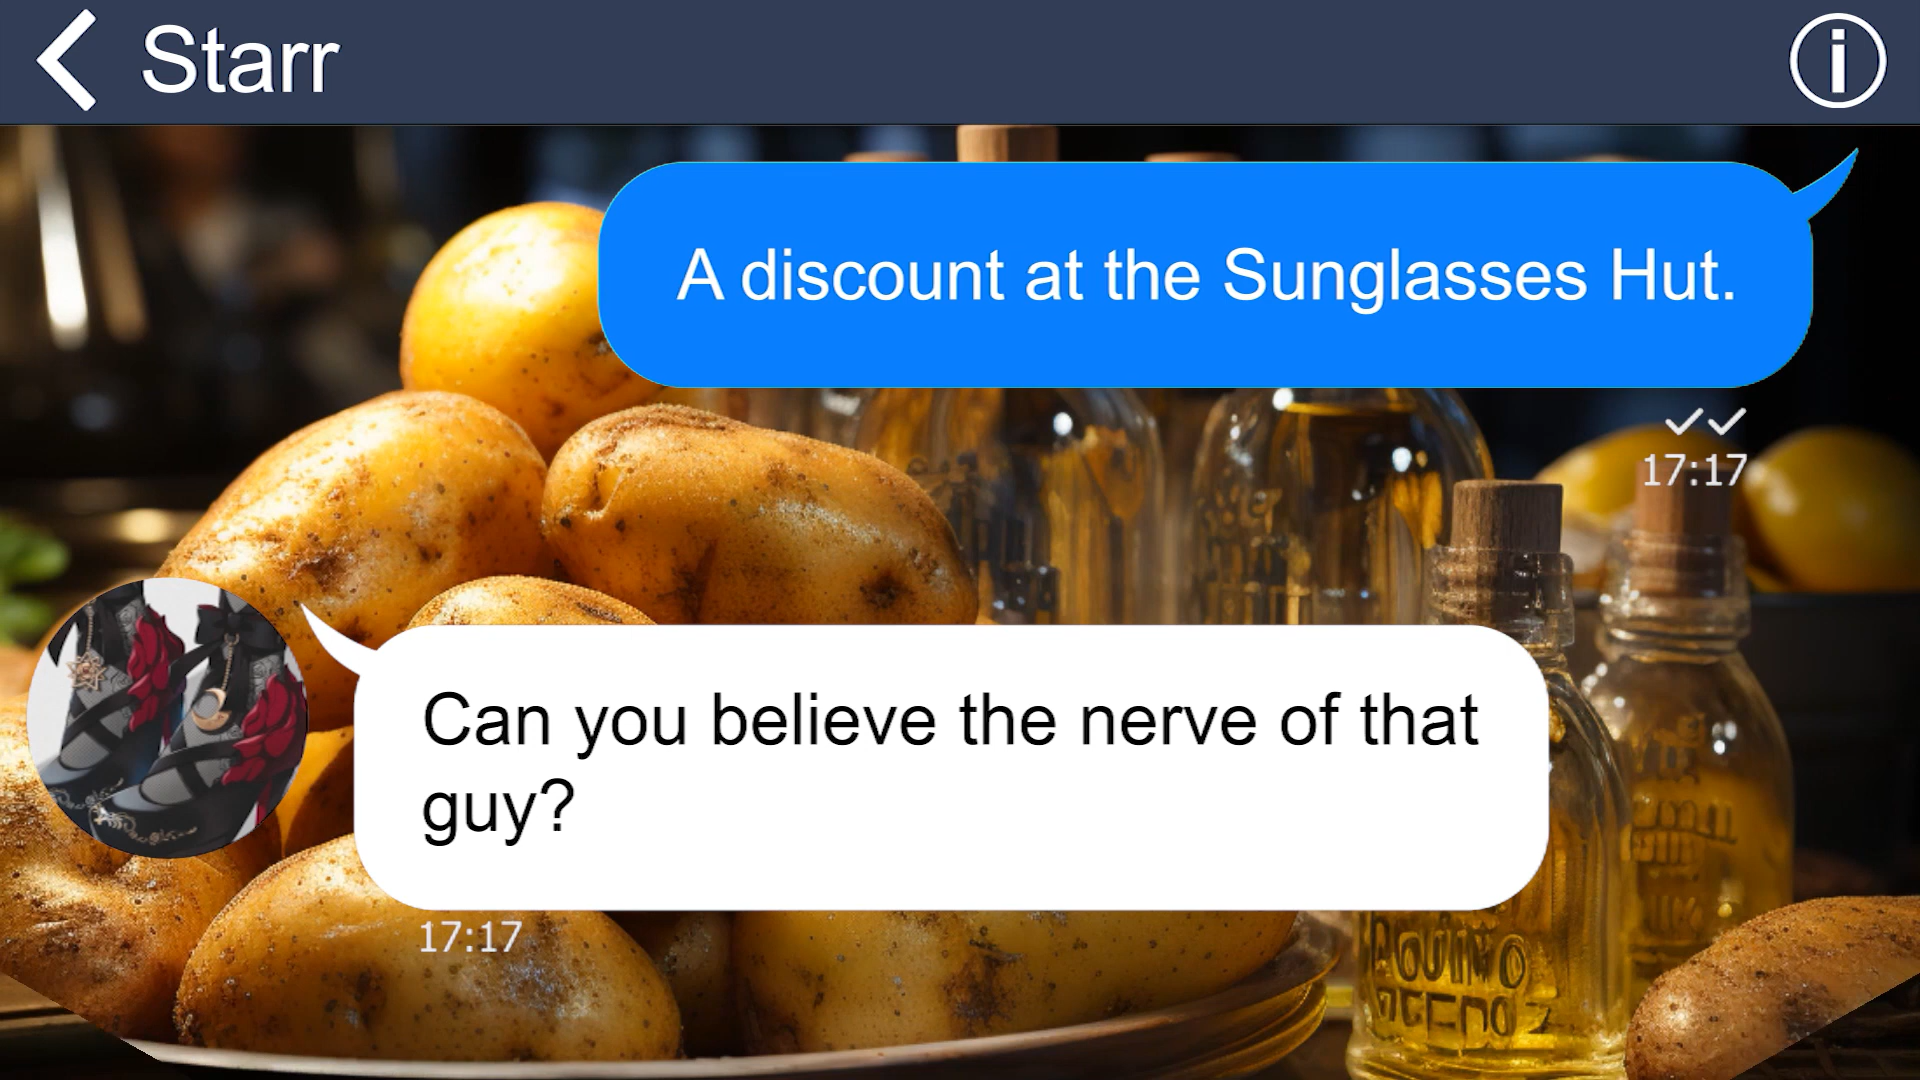 Starr
A discount at the Sunglasses Hut.
17:17
Can you believe the nerve of that
guy?
17:17